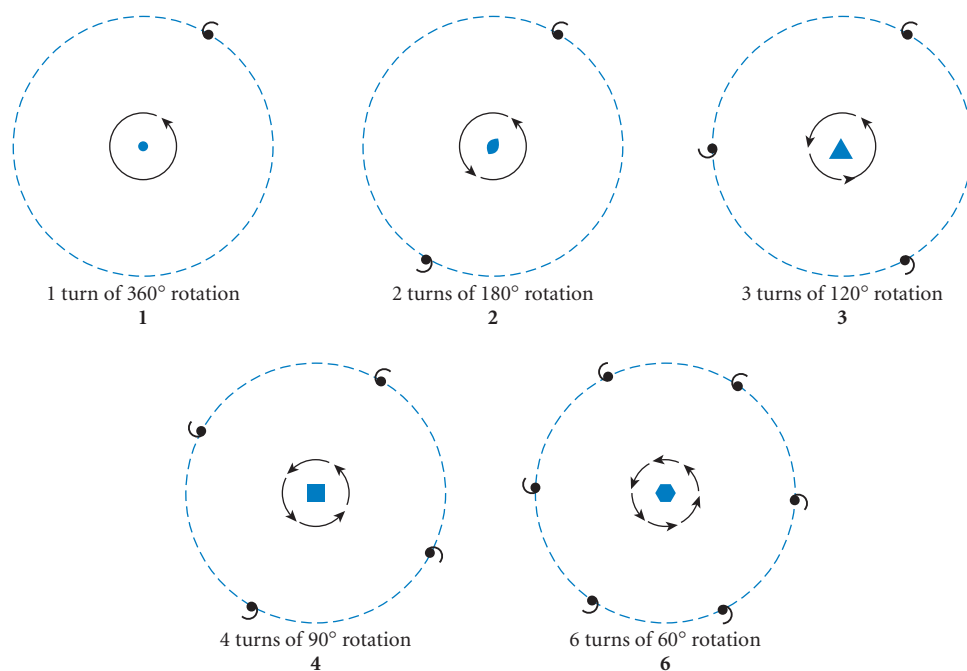 1 turn of 360° rotation
1
2 turns of 180° rotation
2
3 turns of 120° rotation
3
4 turns of 90° rotation
4
6 turns of 60° rotation
6